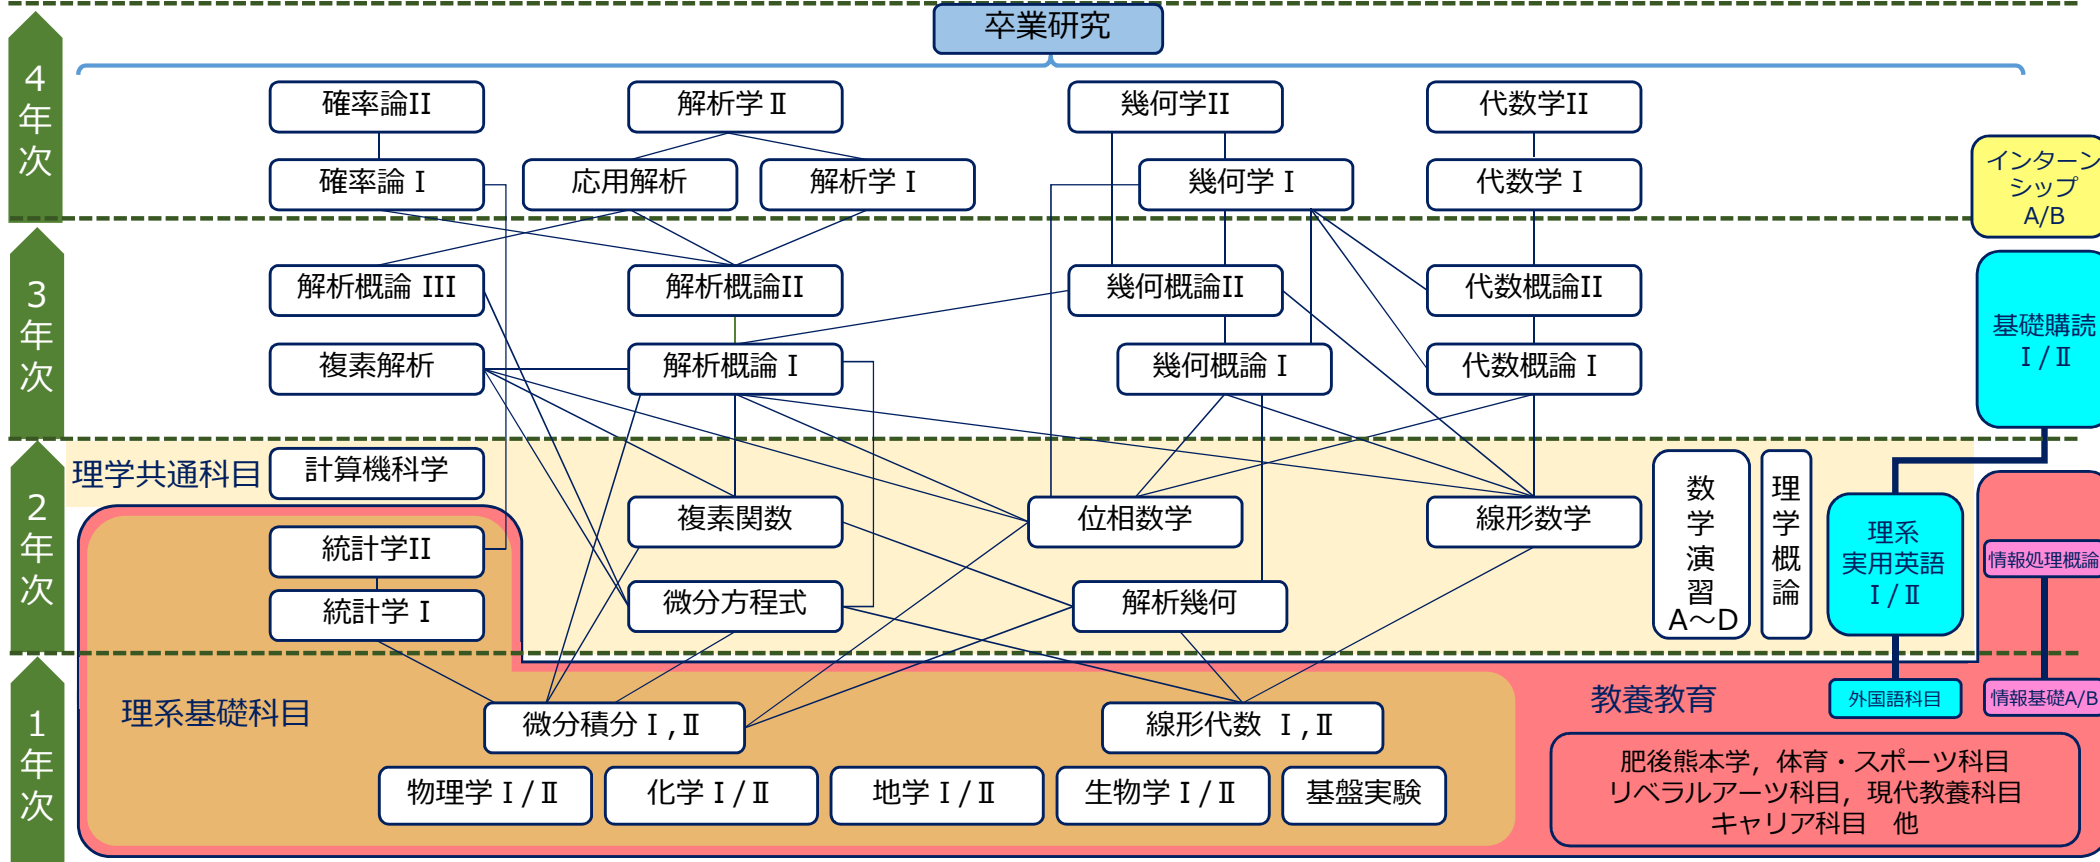 卒業研究
4年次
確率論II
解析学Ⅱ
幾何学II
代数学II
確率論Ⅰ
応用解析
解析学Ⅰ
幾何学Ⅰ
代数学Ⅰ
インターン
シップ
A/B
3年次
解析概論 III
解析概論II
幾何概論II
代数概論II
複素解析
解析概論Ⅰ
幾何概論Ⅰ
代数概論Ⅰ
基礎購読
Ⅰ/Ⅱ
2年次
理学共通科目
計算機科学
統計学II
複素関数
位相数学
線形数学
統計学Ⅰ
微分方程式
解析幾何
数学演習
A～D
理学概論
理系
実用英語
Ⅰ/Ⅱ
情報処理概論
1年次
理系基礎科目
微分積分Ⅰ,Ⅱ
線形代数 Ⅰ,Ⅱ
教養教育
外国語科目
情報基礎A/B
物理学Ⅰ/Ⅱ
化学Ⅰ/Ⅱ
地学Ⅰ/Ⅱ
生物学Ⅰ/Ⅱ
基盤実験
肥後熊本学，体育・スポーツ科目
リベラルアーツ科目，現代教養科目
キャリア科目　他